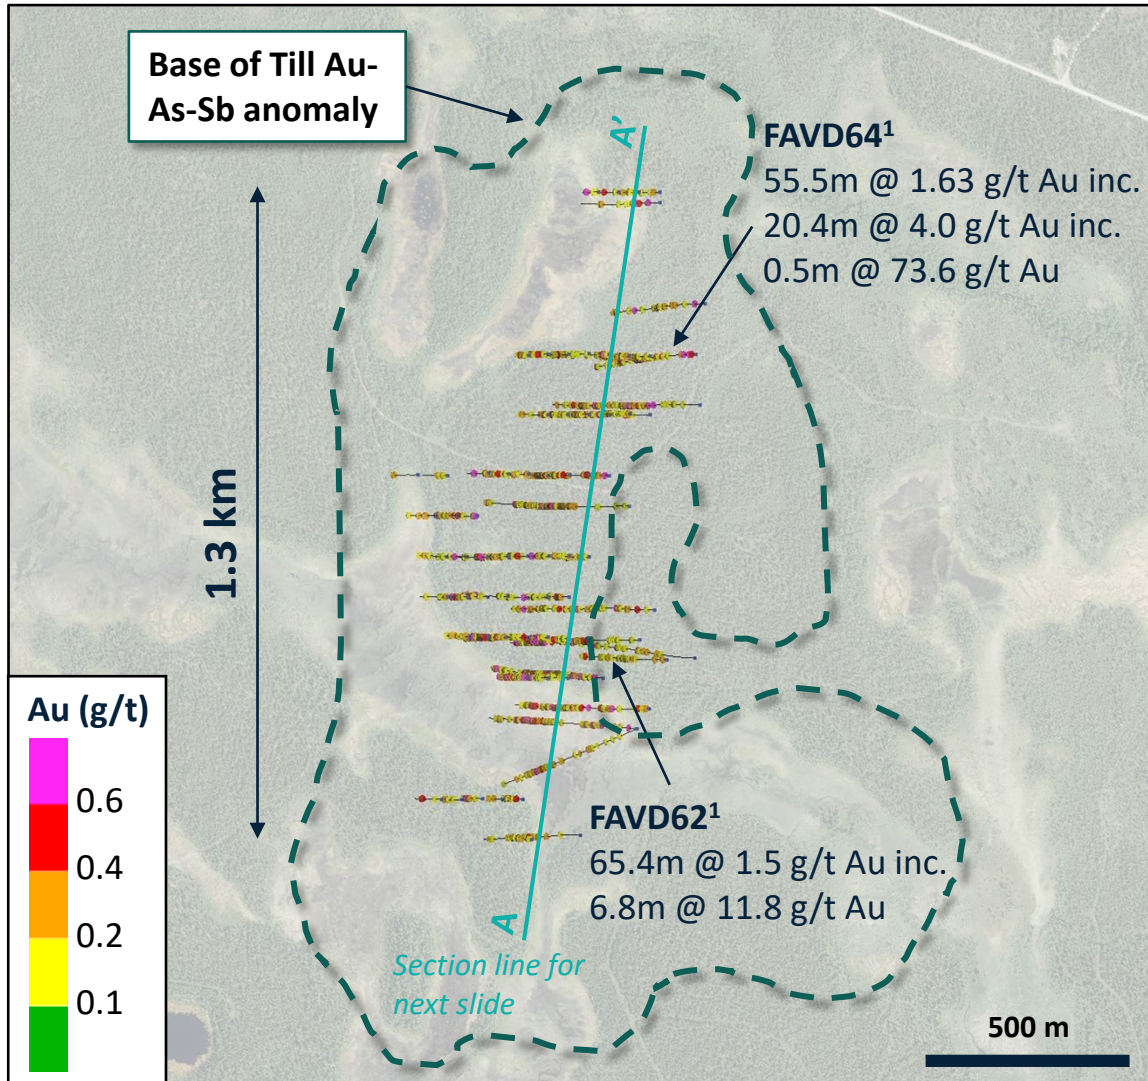 Base of Till Au-
As-Sb anomaly
A’
FAVD64¹
55.5m @ 1.63 g/t Au inc.
20.4m @ 4.0 g/t Au inc.
0.5m @ 73.6 g/t Au
1.3 km
Au (g/t)
0.6
0.4
0.2
0.1
FAVD62¹
65.4m @ 1.5 g/t Au inc.
6.8m @ 11.8 g/t Au
A
Section line for
next slide
500 m